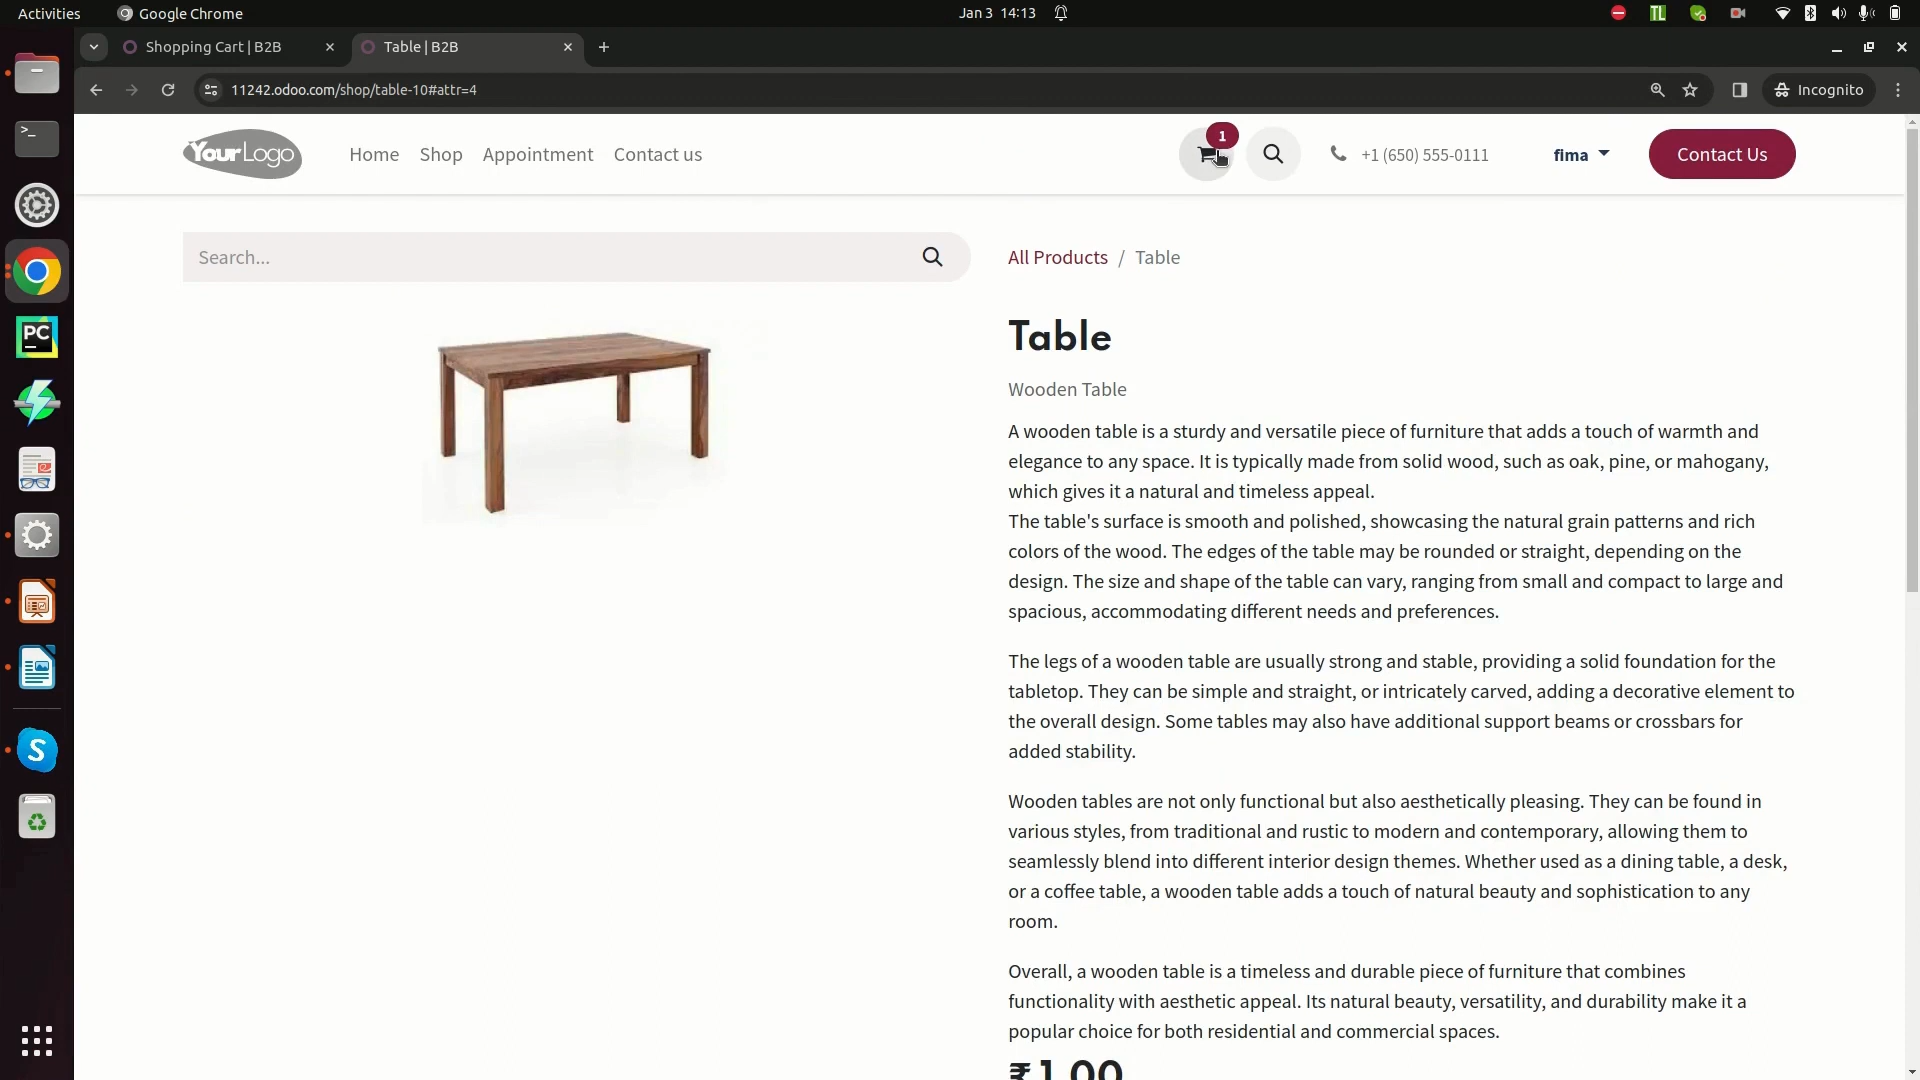 Activities
Google Chrome
Jan 3 14:13
TL
Shopping Cart | B2B
Table | B2B
11242.odoo.com/shop/table-10#attr=4
Incognito
YourLogo
Home
Shop
Appointment
Contact us
1
+1 (650) 555-0111
fima
Contact Us
Search...
All Products / Table
Table
Wooden Table
A wooden table is a sturdy and versatile piece of furniture that adds a touch of warmth and
elegance to any space. It is typically made from solid wood, such as oak, pine, or mahogany,
which gives it a natural and timeless appeal.
The table's surface is smooth and polished, showcasing the natural grain patterns and rich
colors of the wood. The edges of the table may be rounded or straight, depending on the
design. The size and shape of the table can vary, ranging from small and compact to large and
spacious, accommodating different needs and preferences.
The legs of a wooden table are usually strong and stable, providing a solid foundation for the
tabletop. They can be simple and straight, or intricately carved, adding a decorative element to
the overall design. Some tables may also have additional support beams or crossbars for
added stability.
Wooden tables are not only functional but also aesthetically pleasing. They can be found in
various styles, from traditional and rustic to modern and contemporary, allowing them to
seamlessly blend into different interior design themes. Whether used as a dining table, a desk,
or a coffee table, a wooden table adds a touch of natural beauty and sophistication to any
room.
Overall, a wooden table is a timeless and durable piece of furniture that combines
functionality with aesthetic appeal. Its natural beauty, versatility, and durability make it a
popular choice for both residential and commercial spaces.
₹ 1.00
>_
PC
S